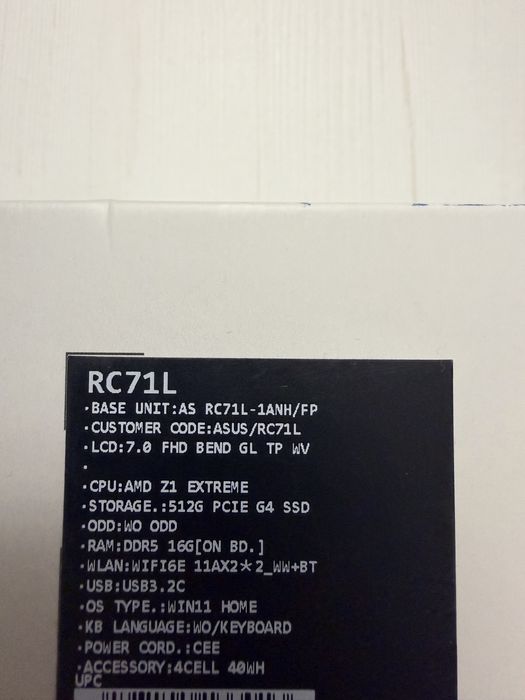 RC71L
·BASE UNIT:AS RC71L-1ANH/FP
·CUSTOMER CODE:ASUS/RC71L
·LCD:7.0 FHD BEND GL TP WV
·
·CPU:AMD Z1 EXTREME
·STORAGE.:512G PCIE G4 SSD
·ODD:WO ODD
·RAM:DDR5 16G[ON BD.]
·WLAN:WIFI6E 11AX2*2_WW+BT
·USB:USB3.2C
·OS TYPE.:WIN11 HOME
·KB LANGUAGE:WO/KEYBOARD
·POWER CORD.:CEE
·ACCESSORY:4CELL 40WH
UPC